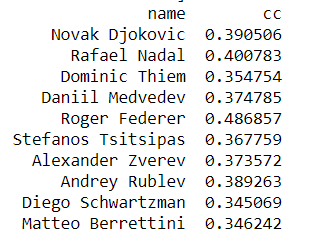 name cc
Novak Djokovic 0.390506
Rafael Nadal 0.400783
Dominic Thiem 0.354754
Daniil Medvedev 0.374785
Roger Federer 0.486857
Stefanos Tsitsipas 0.367759
Alexander Zverev 0.373572
Andrey Rublev 0.389263
Diego Schwartzman 0.345069
Matteo Berrettini 0.346242